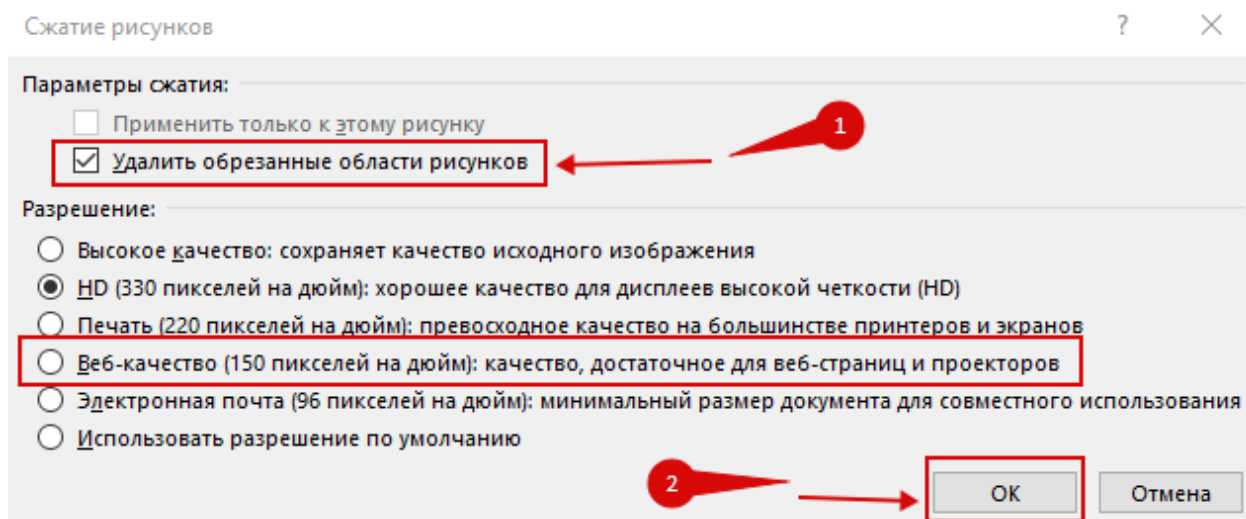 Сжатие рисунков ? ×
Параметры сжатия:
Применить только к этому рисунку
1
Удалить обрезанные области рисунков
Разрешение:
Высокое качество: сохраняет качество исходного изображения
HD (330 пикселей на дюйм): хорошее качество для дисплеев высокой четкости (HD)
Печать (220 пикселей на дюйм): превосходное качество на большинстве принтеров и экранов
Веб-качество (150 пикселей на дюйм): качество, достаточное для веб-страниц и проекторов
Электронная почта (96 пикселей на дюйм): минимальный размер документа для совместного использования
Использовать разрешение по умолчанию
2
ОК Отмена